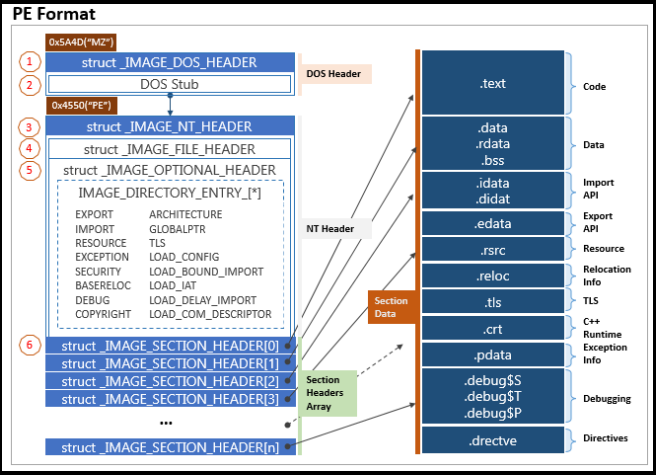 PE Format
0x5A4D("MZ")
1
struct _IMAGE_DOS_HEADER
2
DOS Stub
DOS Header
0x4550("PE")
3
struct _IMAGE_NT_HEADER
4
struct _IMAGE_FILE_HEADER
5
struct _IMAGE_OPTIONAL_HEADER
IMAGE_DIRECTORY_ENTRY_[*]
EXPORT ARCHITECTURE
IMPORT GLOBALPTR
RESOURCE TLS
EXCEPTION LOAD_CONFIG
SECURITY LOAD_BOUND_IMPORT
BASERELOC LOAD_IAT
DEBUG LOAD_DELAY_IMPORT
COPYRIGHT LOAD_COM_DESCRIPTOR
NT Header
6
struct _IMAGE_SECTION_HEADER[0]
struct _IMAGE_SECTION_HEADER[1]
struct _IMAGE_SECTION_HEADER[2]
struct _IMAGE_SECTION_HEADER[3]
...
struct _IMAGE_SECTION_HEADER[n]
Section
Headers
Array
Section
Data
.text
Code
.data
.rdata
.bss
Data
.idata
.didat
Import
API
.edata
Export
API
.rsrc
Resource
.reloc
Relocation
Info
.tls
TLS
.crt
C++
Runtime
.pdata
Exception
Info
.debug$S
.debug$T
.debug$P
Debugging
.drectve
Directives